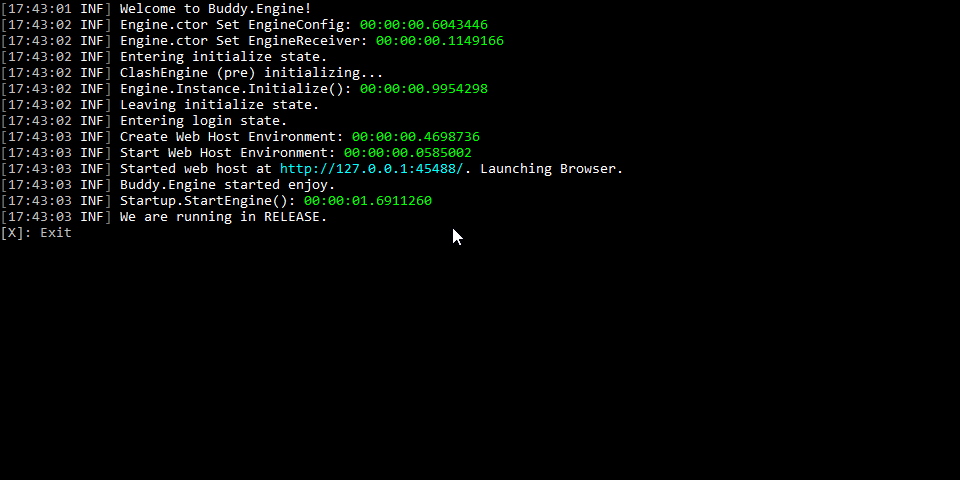 [17:43:01 INF] Welcome to Buddy.Engine!
[17:43:02 INF] Engine.ctor Set EngineConfig: 00:00:00.6043446
[17:43:02 INF] Engine.ctor Set EngineReceiver: 00:00:00.1149166
[17:43:02 INF] Entering initialize state.
[17:43:02 INF] ClashEngine (pre) initializing...
[17:43:02 INF] Engine.Instance.Initialize(): 00:00:00.9954298
[17:43:02 INF] Leaving initialize state.
[17:43:02 INF] Entering login state.
[17:43:03 INF] Create Web Host Environment: 00:00:00.4698736
[17:43:03 INF] Start Web Host Environment: 00:00:00.0585002
[17:43:03 INF] Started web host at http://127.0.0.1:45488/. Launching Browser.
[17:43:03 INF] Buddy.Engine started enjoy.
[17:43:03 INF] Startup.StartEngine(): 00:00:01.6911260
[17:43:03 INF] We are running in RELEASE.
[X]: Exit